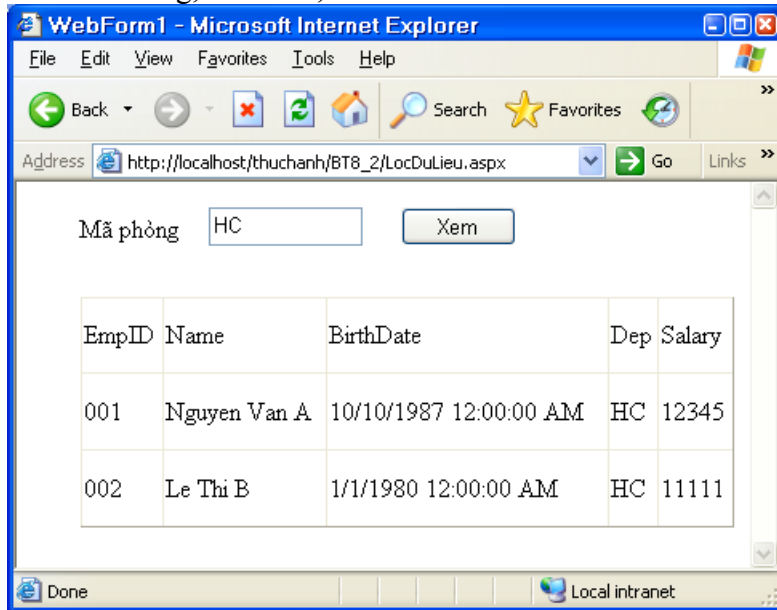 WebForm1 - Microsoft Internet Explorer
File Edit View Favorites Tools Help
Back Search Favorites »
Address http://localhost/thuchanh/BT8_2/LocDuLieu.aspx Go Links »
Mã phòng HC Xem
EmpID Name BirthDate Dep Salary
001 Nguyen Van A 10/10/1987 12:00:00 AM HC 12345
002 Le Thi B 1/1/1980 12:00:00 AM HC 11111
Done Local intranet